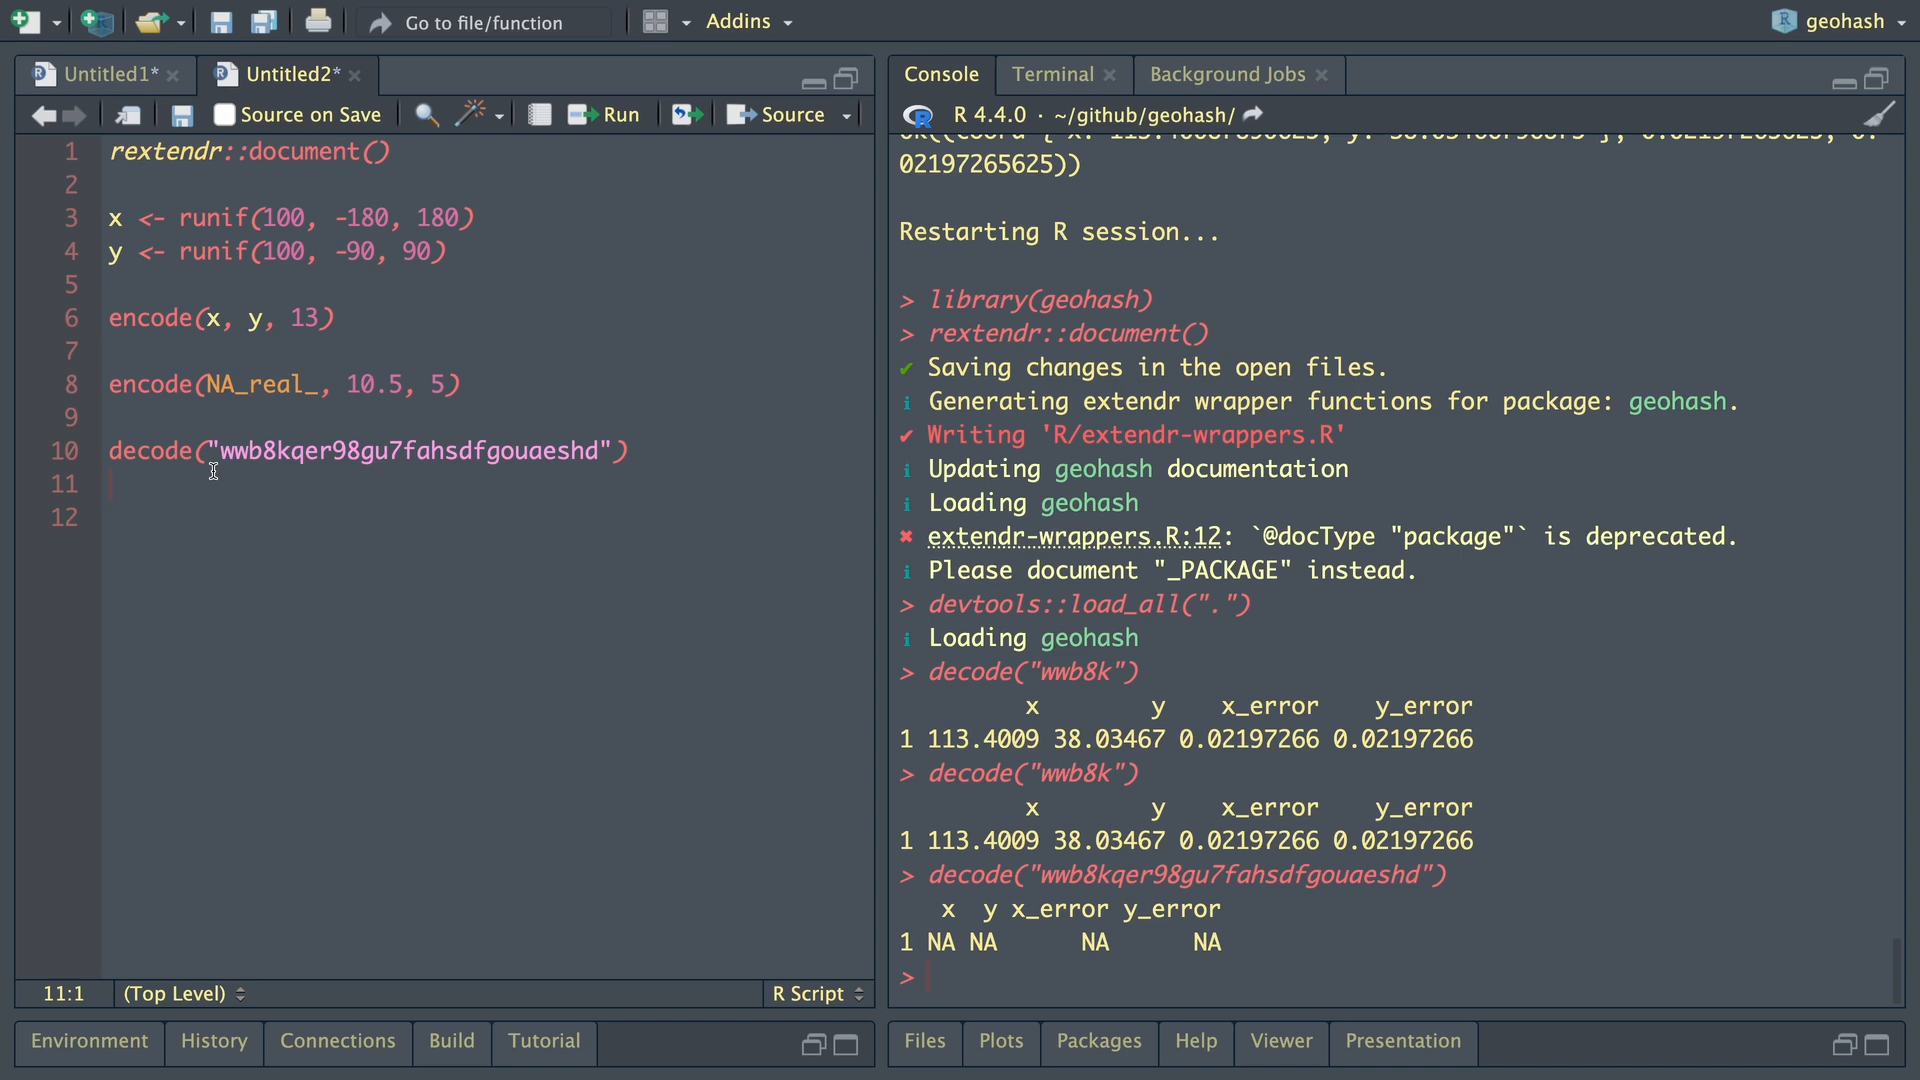 Go to file/function
Addins
geohash
Untitled1*
Untitled2*
Source on Save
Run
Source
1 rextendr::document()
2
3 x <- runif(100, -180, 180)
4 y <- runif(100, -90, 90)
5
6 encode(x, y, 13)
7
8 encode(NA_real_, 10.5, 5)
9
10 decode("wwb8kqer98gu7fahsdfgouaeshd")
11
12
11:1 (Top Level) R Script
Environment History Connections Build Tutorial
Console Terminal Background Jobs
R 4.4.0 · ~/github/geohash/
02197265625))
Restarting R session...
> library(geohash)
> rextendr::document()
✔ Saving changes in the open files.
ℹ Generating extendr wrapper functions for package: geohash.
✔ Writing 'R/extendr-wrappers.R'
ℹ Updating geohash documentation
ℹ Loading geohash
✖ extendr-wrappers.R:12: `@docType "package"` is deprecated.
ℹ Please document "_PACKAGE" instead.
> devtools::load_all(".")
ℹ Loading geohash
> decode("wwb8k")
x y x_error y_error
1 113.4009 38.03467 0.02197266 0.02197266
> decode("wwb8k")
x y x_error y_error
1 113.4009 38.03467 0.02197266 0.02197266
> decode("wwb8kqer98gu7fahsdfgouaeshd")
x y x_error y_error
1 NA NA NA NA
>
Files Plots Packages Help Viewer Presentation